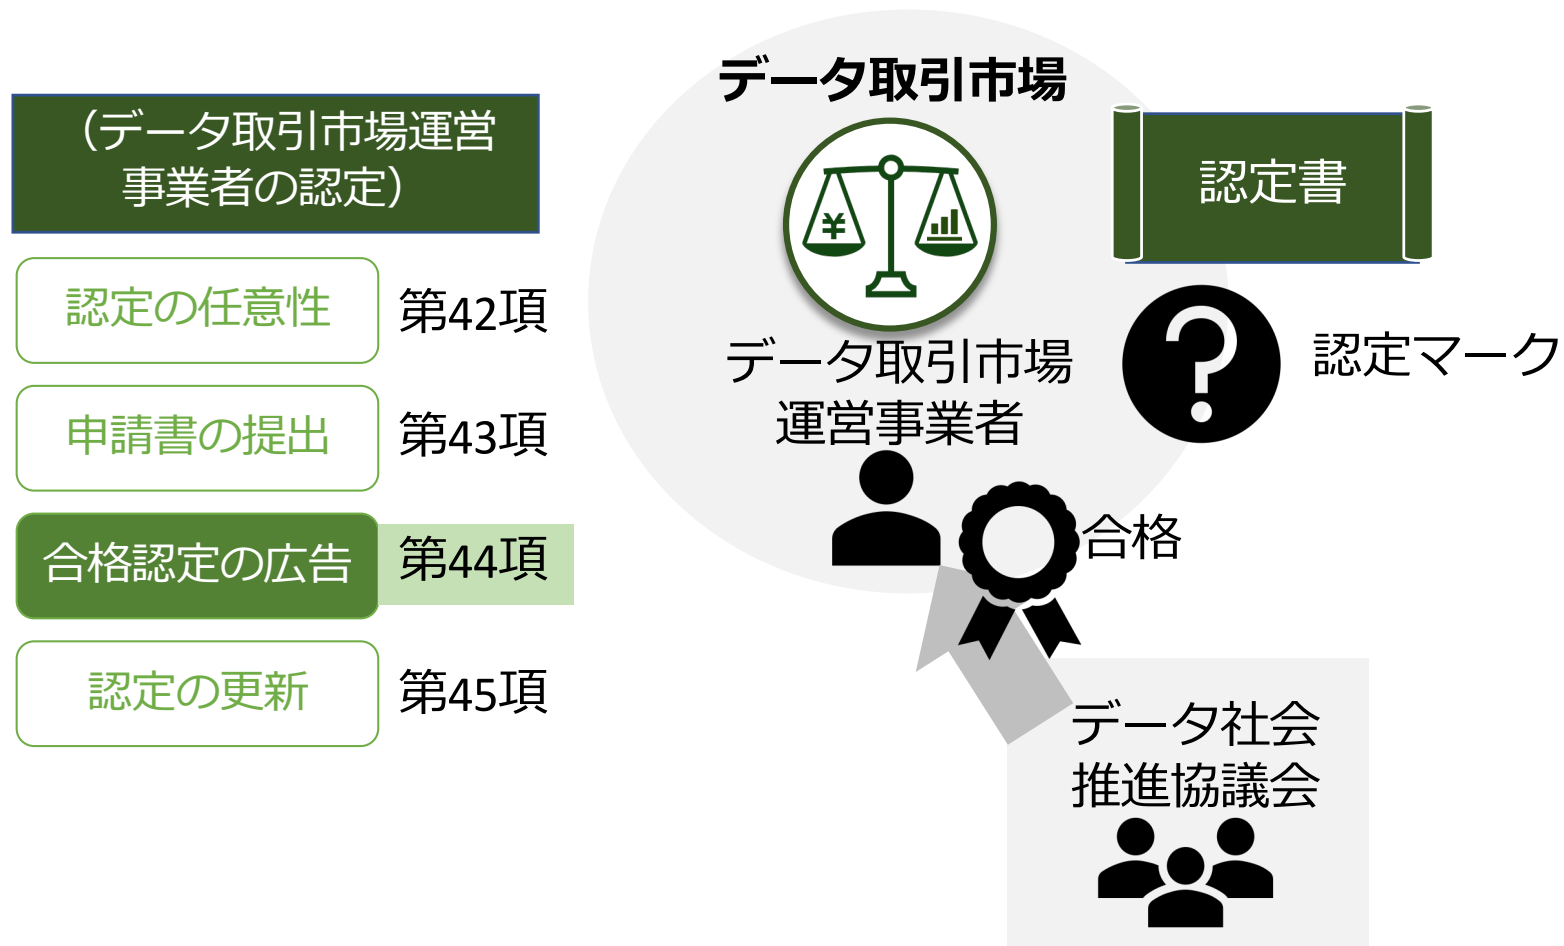 （データ取引市場運営
事業者の認定）
認定の任意性
第42項
申請書の提出
第43項
合格認定の広告
第44項
認定の更新
第45項
データ取引市場
¥
データ取引市場
運営事業者
認定書
認定マーク
合格
データ社会
推進協議会